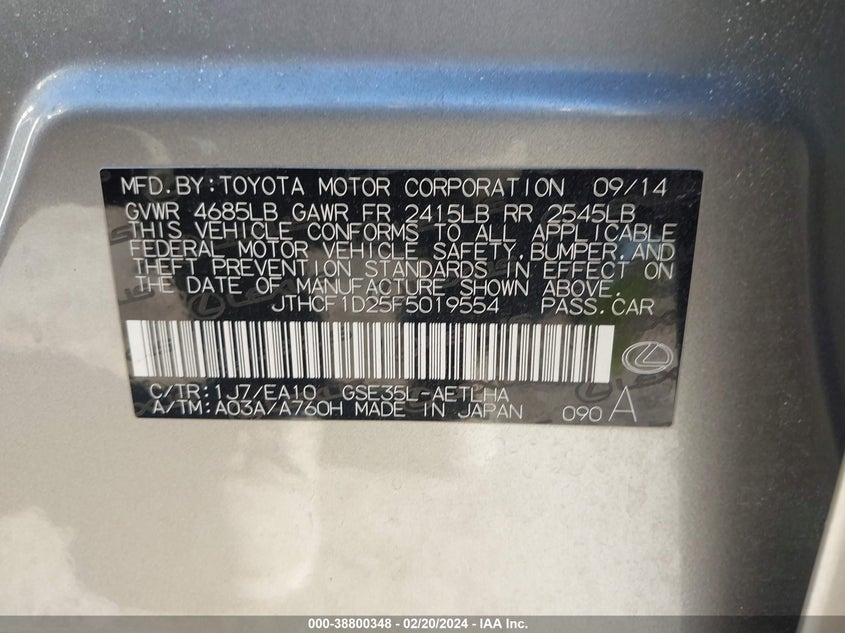 MFD.BY:TOYOTA MOTOR CORPORATION 09/14
GVWR 4685LB GAWR FR 2415LB RR 2545LB
THIS VEHICLE CONFORMS TO ALL APPLICABLE
FEDERAL MOTOR VEHICLE SAFETY,BUMPER,AND
THEFT PREVENTION STANDARDS IN EFFECT ON
THE DATE OF MANUFACTURE SHOWN ABOVE.
JTHCF1D25F5019554 PASS.CAR
C/TR:1J7/EA10 GSE35L-AETLHA
A/TM:A03A/A760H MADE IN JAPAN 090 A
000-38800348 - 02/20/2024 - IAA Inc.